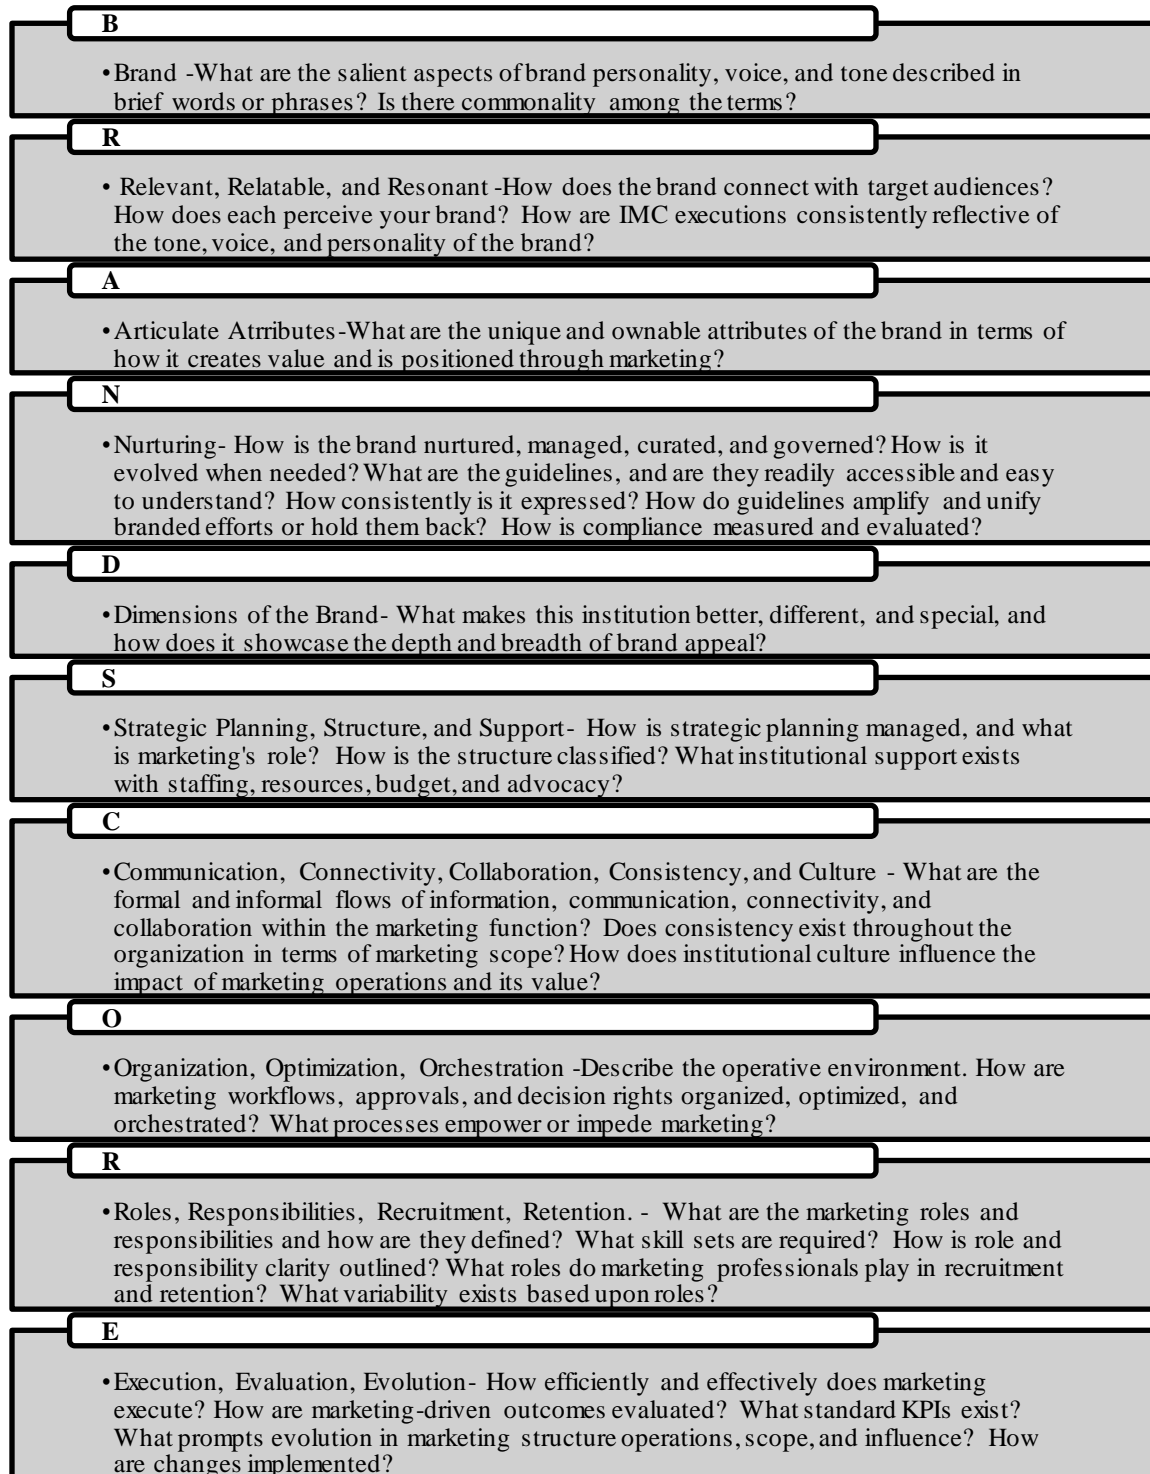 B
•Brand -What are the salient aspects of brand personality, voice, and tone described in
brief words or phrases? Is there commonality among the terms?
R
• Relevant, Relatable, and Resonant -How does the brand connect with target audiences?
How does each perceive your brand? How are IMC executions consistently reflective of
the tone, voice, and personality of the brand?
A
•Articulate Atrributes-What are the unique and ownable attributes of the brand in terms of
how it creates value and is positioned through marketing?
N
•Nurturing- How is the brand nurtured, managed, curated, and governed? How is it
evolved when needed? What are the guidelines, and are they readily accessible and easy
to understand? How consistently is it expressed? How do guidelines amplify and unify
branded efforts or hold them back? How is compliance measured and evaluated?
D
•Dimensions of the Brand- What makes this institution better, different, and special, and
how does it showcase the depth and breadth of brand appeal?
S
•Strategic Planning, Structure, and Support- How is strategic planning managed, and what
is marketing's role? How is the structure classified? What institutional support exists
with staffing, resources, budget, and advocacy?
C
•Communication, Connectivity, Collaboration, Consistency, and Culture - What are the
formal and informal flows of information, communication, connectivity, and
collaboration within the marketing function? Does consistency exist throughout the
organization in terms of marketing scope? How does institutional culture influence the
impact of marketing operations and its value?
O
•Organization, Optimization, Orchestration -Describe the operative environment. How are
marketing workflows, approvals, and decision rights organized, optimized, and
orchestrated? What processes empower or impede marketing?
R
•Roles, Responsibilities, Recruitment, Retention. - What are the marketing roles and
responsibilities and how are they defined? What skill sets are required? How is role and
responsibility clarity outlined? What roles do marketing professionals play in recruitment
and retention? What variability exists based upon roles?
E
•Execution, Evaluation, Evolution- How efficiently and effectively does marketing
execute? How are marketing-driven outcomes evaluated? What standard KPIs exist?
What prompts evolution in marketing structure operations, scope, and influence? How
are changes implemented?